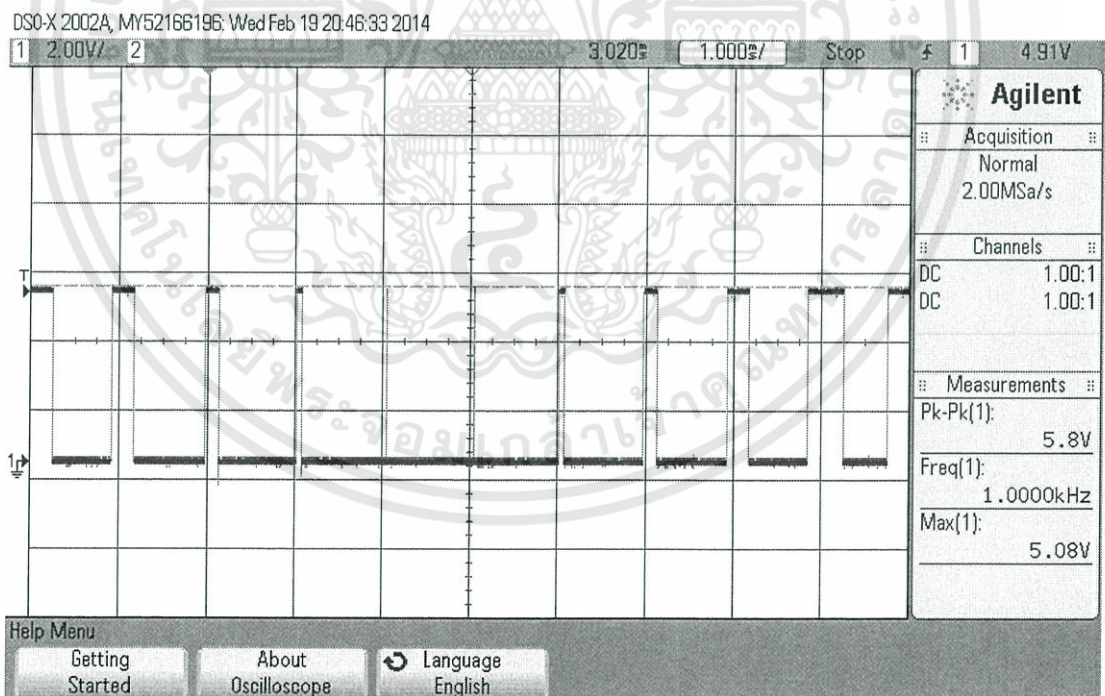 DSO-X 2002A, MY52166196: Wed Feb 19 20:46:33 2014
1 2.00V/ 2 3.020s 1.000s/ Stop 1 4.91V
Agilent
Acquisition
Normal
2.00MSa/s
Channels
DC 1.00:1
DC 1.00:1
Measurements
Pk-Pk(1):
5.8V
Freq(1):
1.0000kHz
Max(1):
5.08V
T
1
Help Menu
Getting Started
About Oscilloscope
Language English